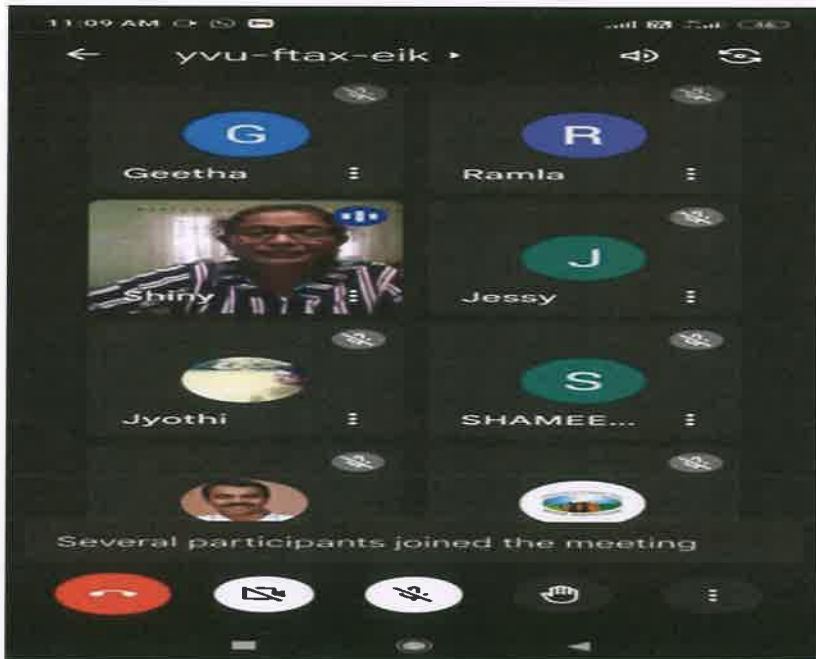 11:09 AM
yvu-ftax-eik
G
R
Geetha
Ramla
J
Shiny
Jessy
S
Jyothi
SHAMEE...
Several participants joined the meeting